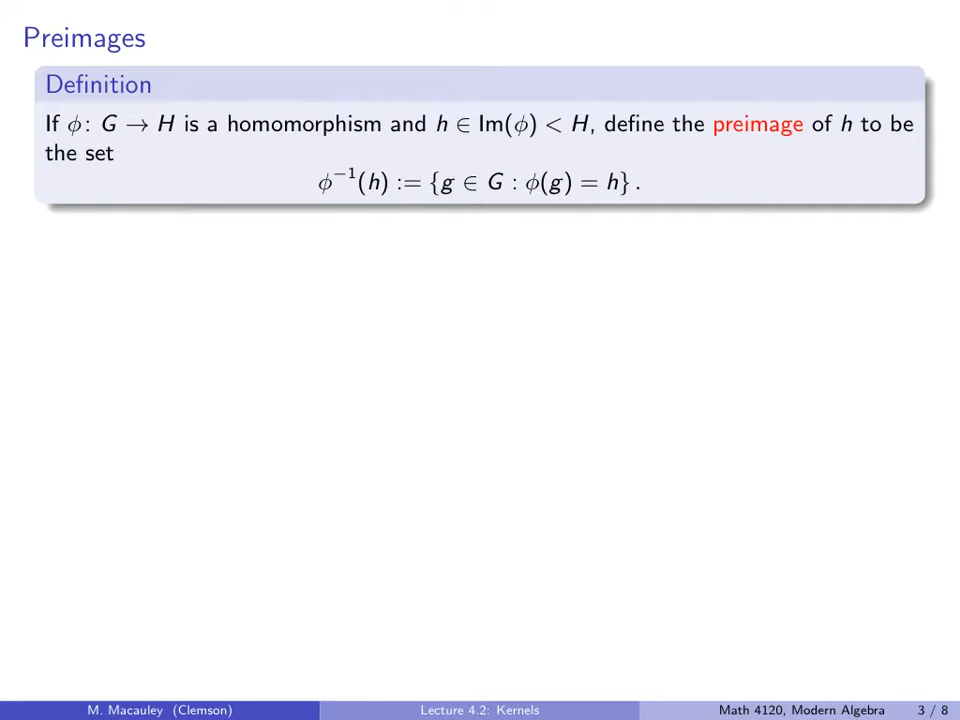 Preimages
Definition
If ϕ: G → H is a homomorphism and h ∈ Im(ϕ) < H, define the preimage of h to be
the set
ϕ⁻¹(h) := {g ∈ G : ϕ(g) = h} .
M. Macauley (Clemson) Lecture 4.2: Kernels Math 4120, Modern Algebra 3 / 8